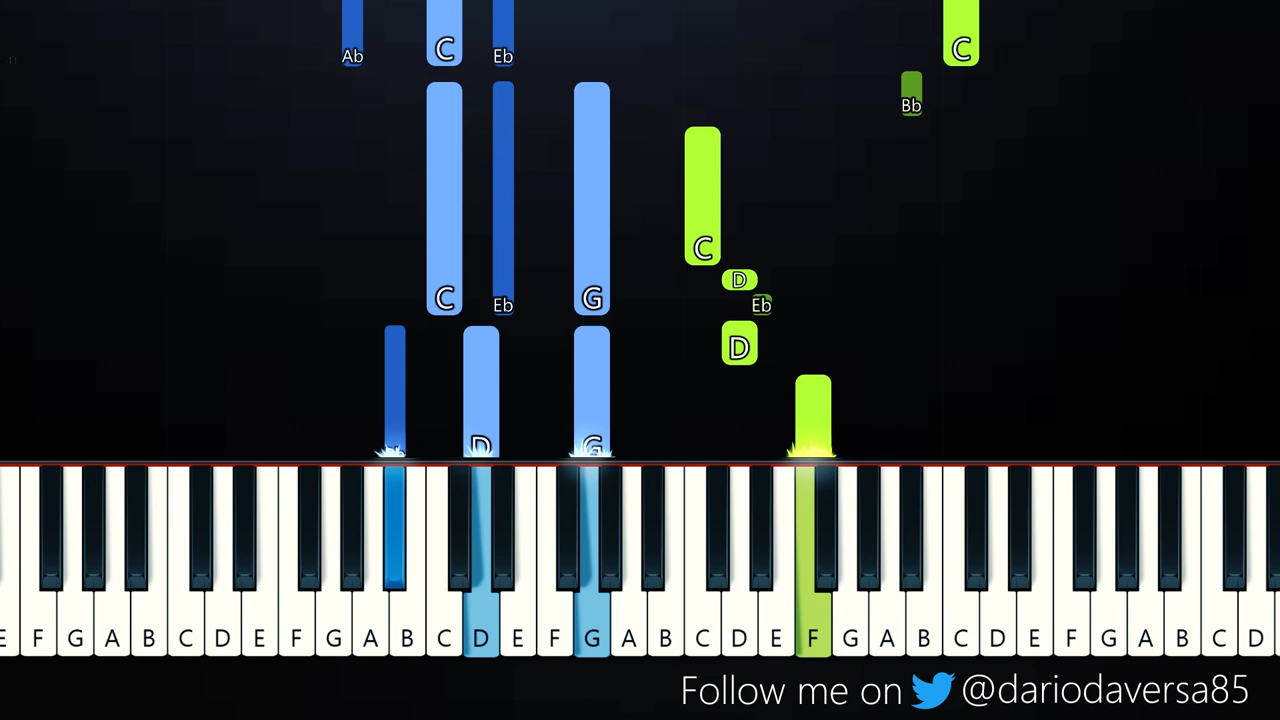 Ab C Eb C
Bb
C
D
C Eb G Eb
D
D G
E F G A B C D E F G A B C D E F G A B C D E F G A B C D E F G A B C D
Follow me on @dariodaversa85